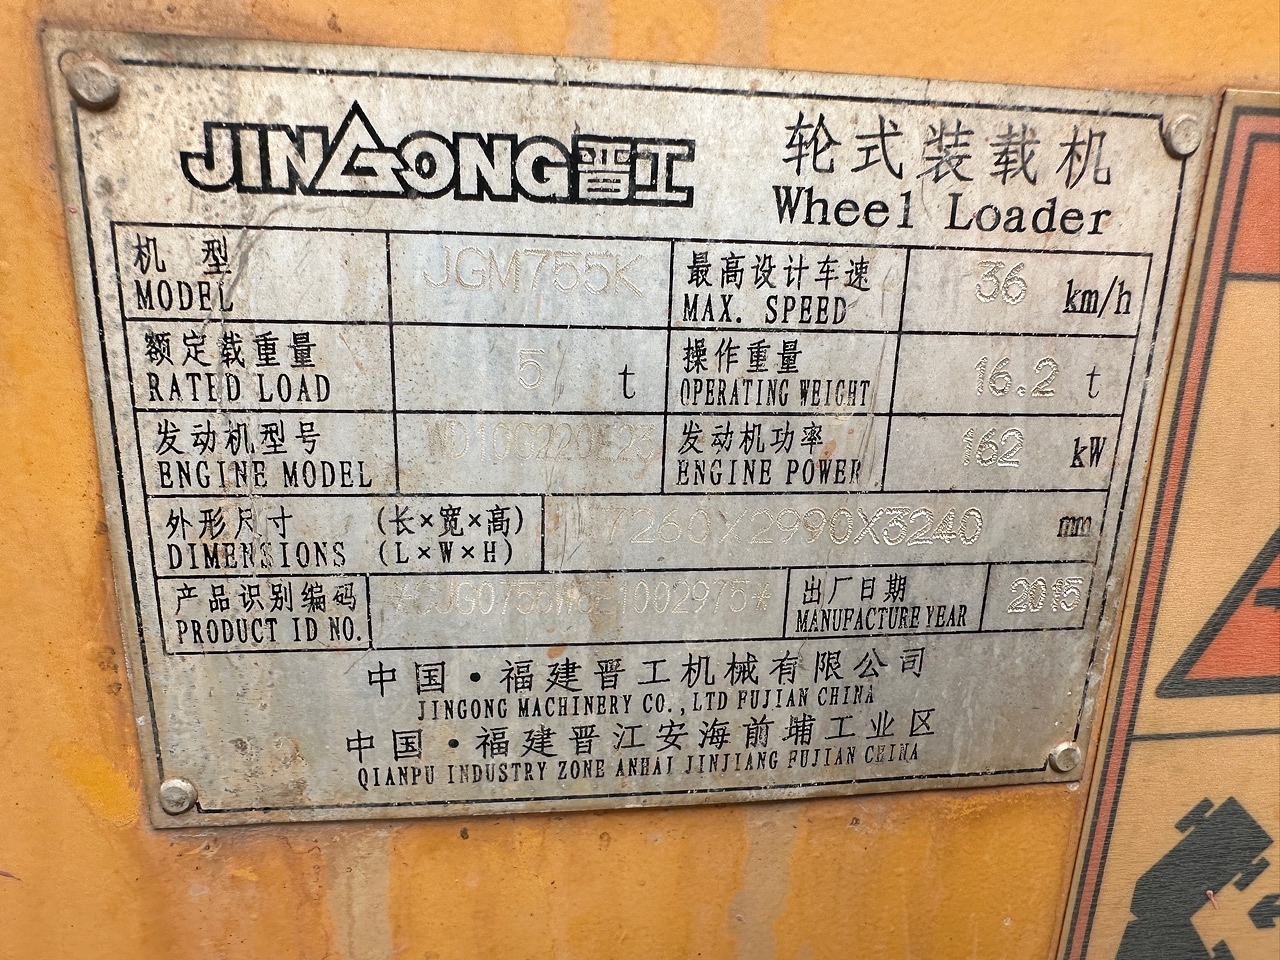 JINGONG晋工
轮式装载机
Wheel Loader
机 型 JGM755K 最高设计车速 36 km/h
MODEL MAX. SPEED
额定载重量 5 t 操作重量 16.2 t
RATED LOAD OPERATING WEIGHT
发动机型号 WD10G220E23 发动机功率 162 kW
ENGINE MODEL ENGINE POWER
外形尺寸 (长×宽×高) 7260X2990X3240 mm
DIMENSIONS (L×W×H)
产品识别编码 出厂日期 2015
PRODUCT ID NO. MANUFACTURE YEAR
中国·福建晋工机械有限公司
JINGONG MACHINERY CO., LTD FUJIAN CHINA
中国·福建晋江安海前埔工业区
QIANPU INDUSTRY ZONE ANHAI JINJIANG FUJIAN CHINA